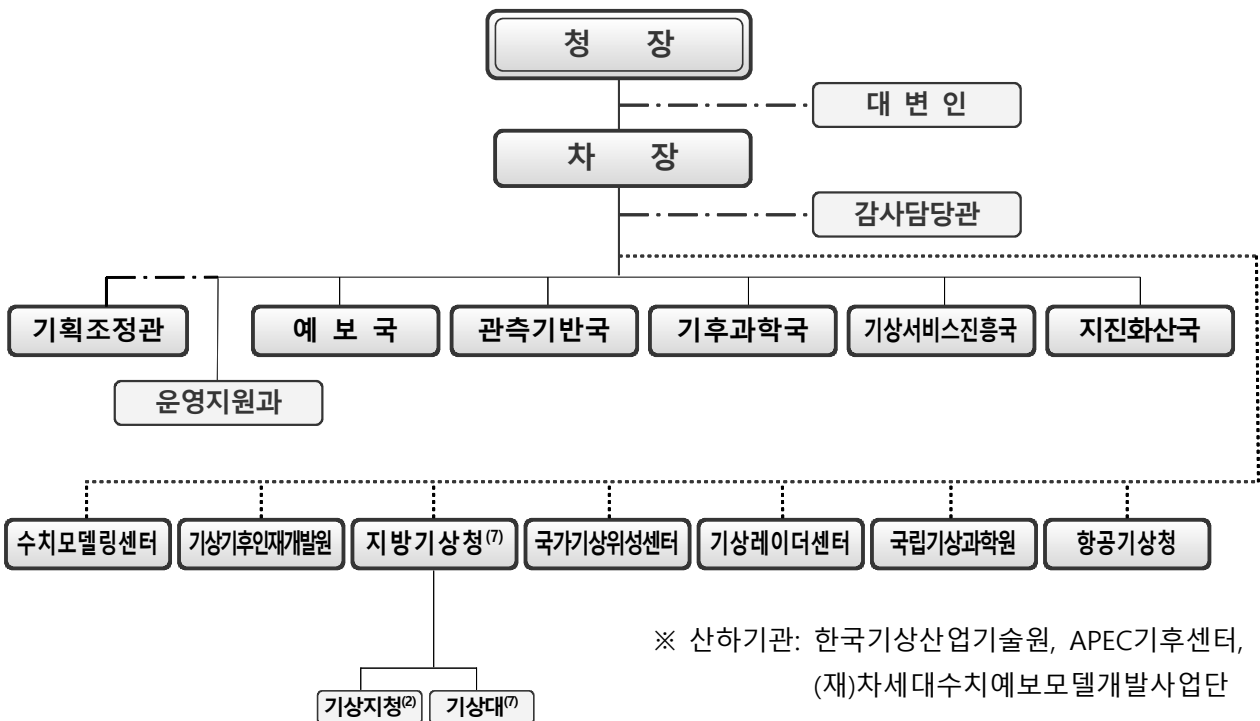 청 장
대 변 인
차 장
감사담당관
기획조정관
예 보 국
관측기반국
기후과학국
기상서비스진흥국
지진화산국
운영지원과
수치모델링센터
기상기후인재개발원
지방기상청(7)
국가기상위성센터
기상레이더센터
국립기상과학원
항공기상청
※ 산하기관: 한국기상산업기술원, APEC기후센터,
(재)차세대수치예보모델개발사업단
기상지청(2)
기상대(7)